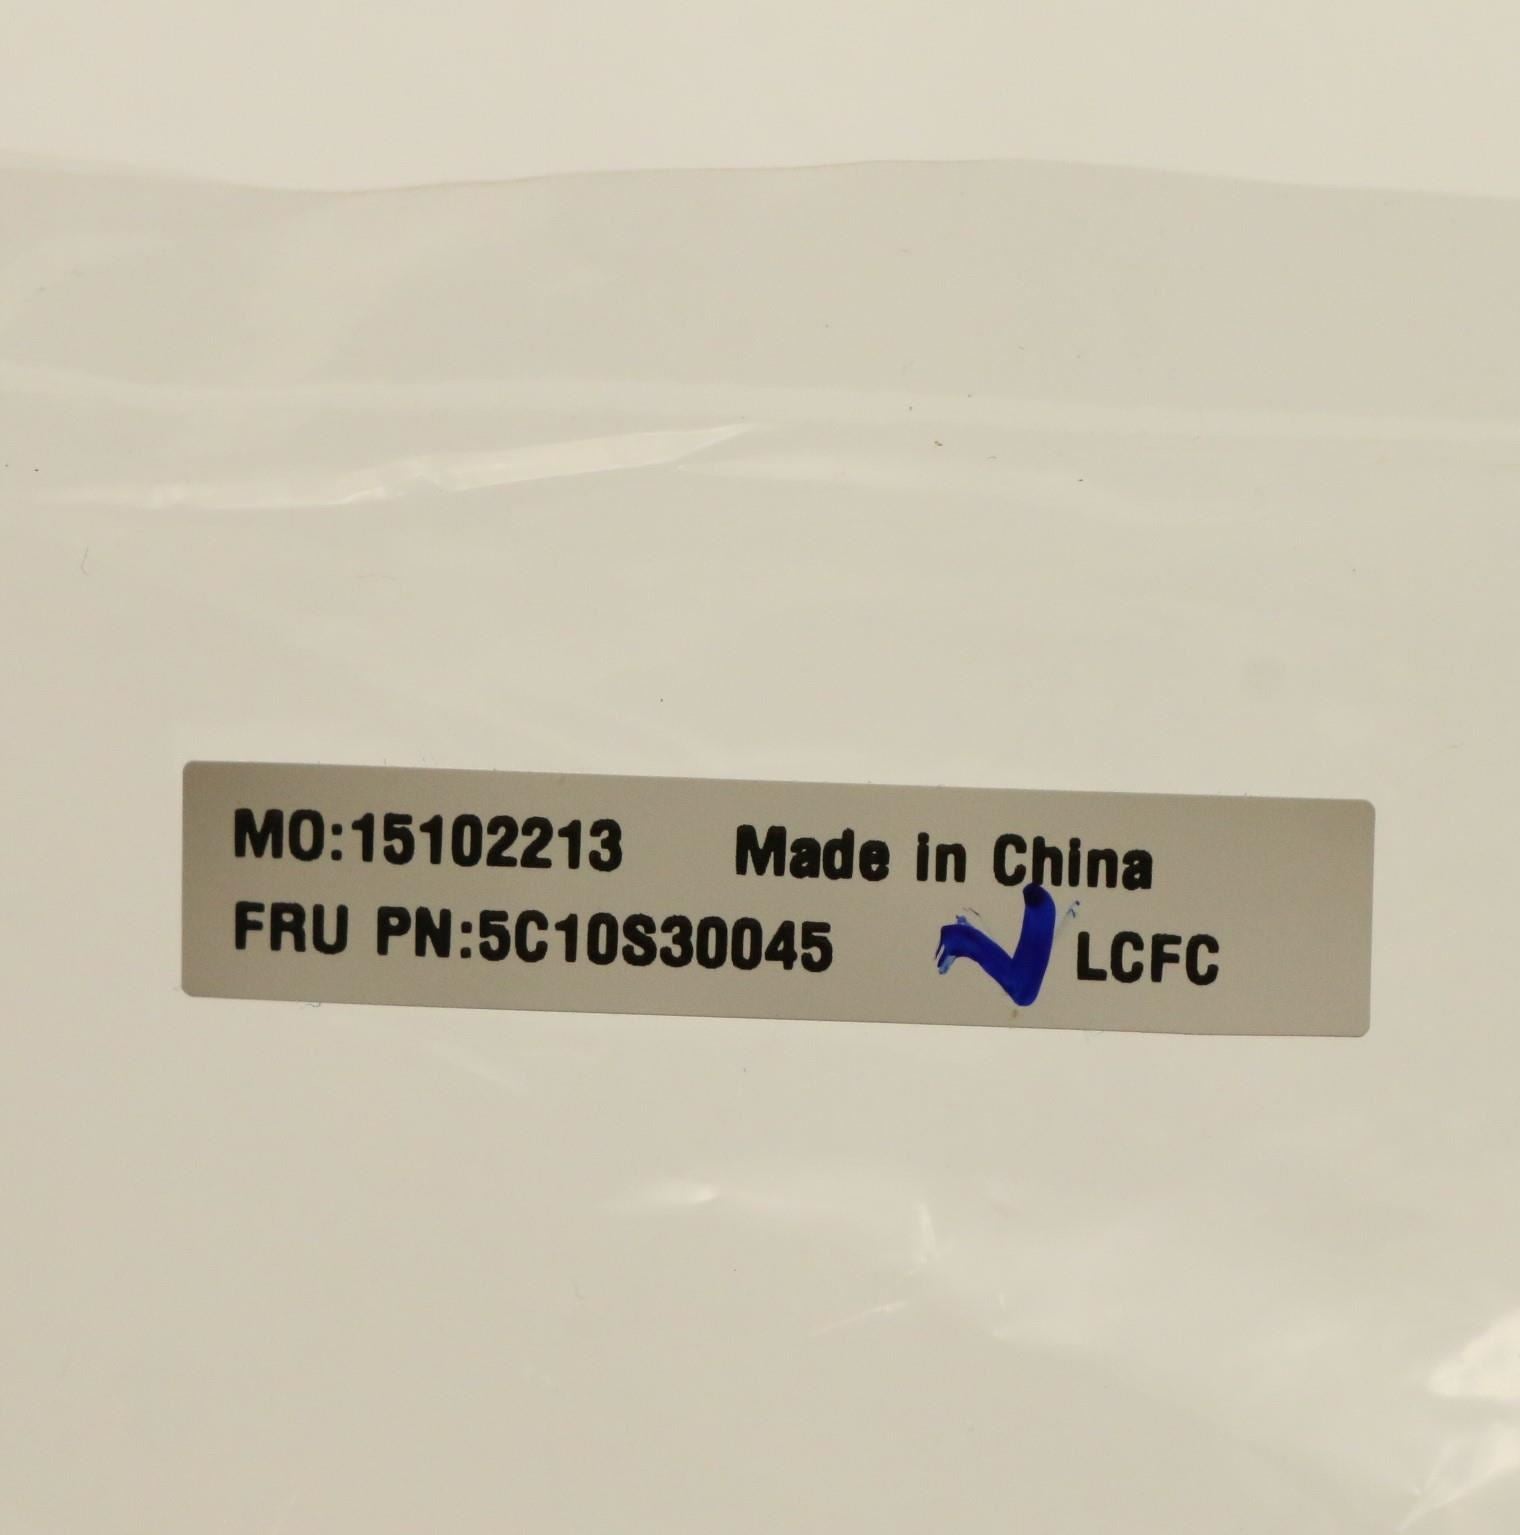 MO:15102213 Made in China
FRU PN:5C10S30045 LCFC